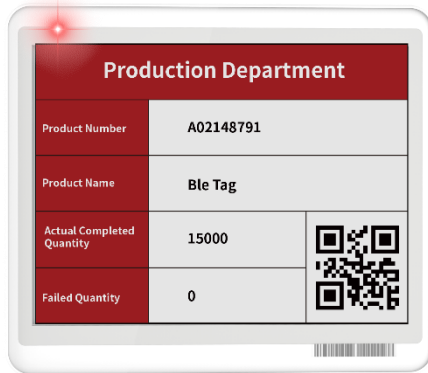 Production Department
Product Number A02148791
Product Name Ble Tag
Actual Completed
Quantity 15000
Failed Quantity 0